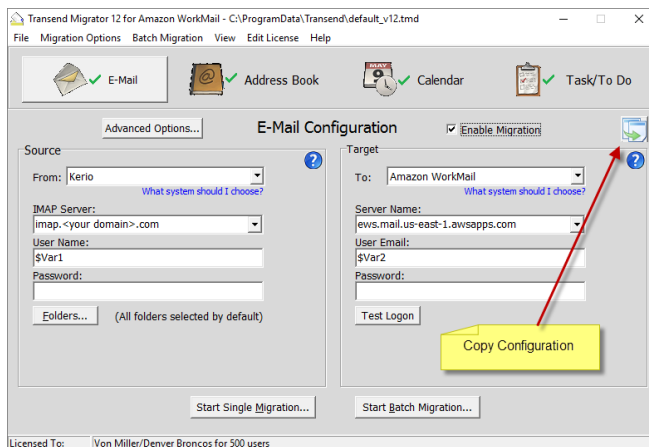 Transend Migrator 12 for Amazon WorkMail - C:\ProgramData\Transend\default_v12.tmd
File Migration Options Batch Migration View Edit License Help
E-Mail
Address Book
MAY
Calendar
Task/To Do
Advanced Options...
E-Mail Configuration
Enable Migration
Source
From: Kerio
What system should I choose?
IMAP Server:
imap.<your domain>.com
User Name:
$Var1
Password:
Folders... (All folders selected by default)
Target
To: Amazon WorkMail
What system should I choose?
Server Name:
ews.mail.us-east-1.awsapps.com
User Email:
$Var2
Password:
Test Logon
Copy Configuration
Start Single Migration...
Start Batch Migration...
Licensed To: Von Miller/Denver Broncos for 500 users